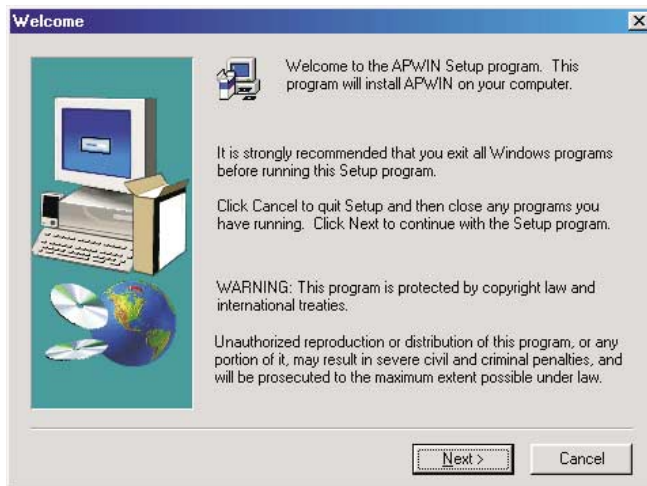 Welcome
Welcome to the APWIN Setup program. This
program will install APWIN on your computer.
It is strongly recommended that you exit all Windows programs
before running this Setup program.
Click Cancel to quit Setup and then close any programs you
have running. Click Next to continue with the Setup program.
WARNING: This program is protected by copyright law and
international treaties.
Unauthorized reproduction or distribution of this program, or any
portion of it, may result in severe civil and criminal penalties, and
will be prosecuted to the maximum extent possible under law.
Next >
Cancel